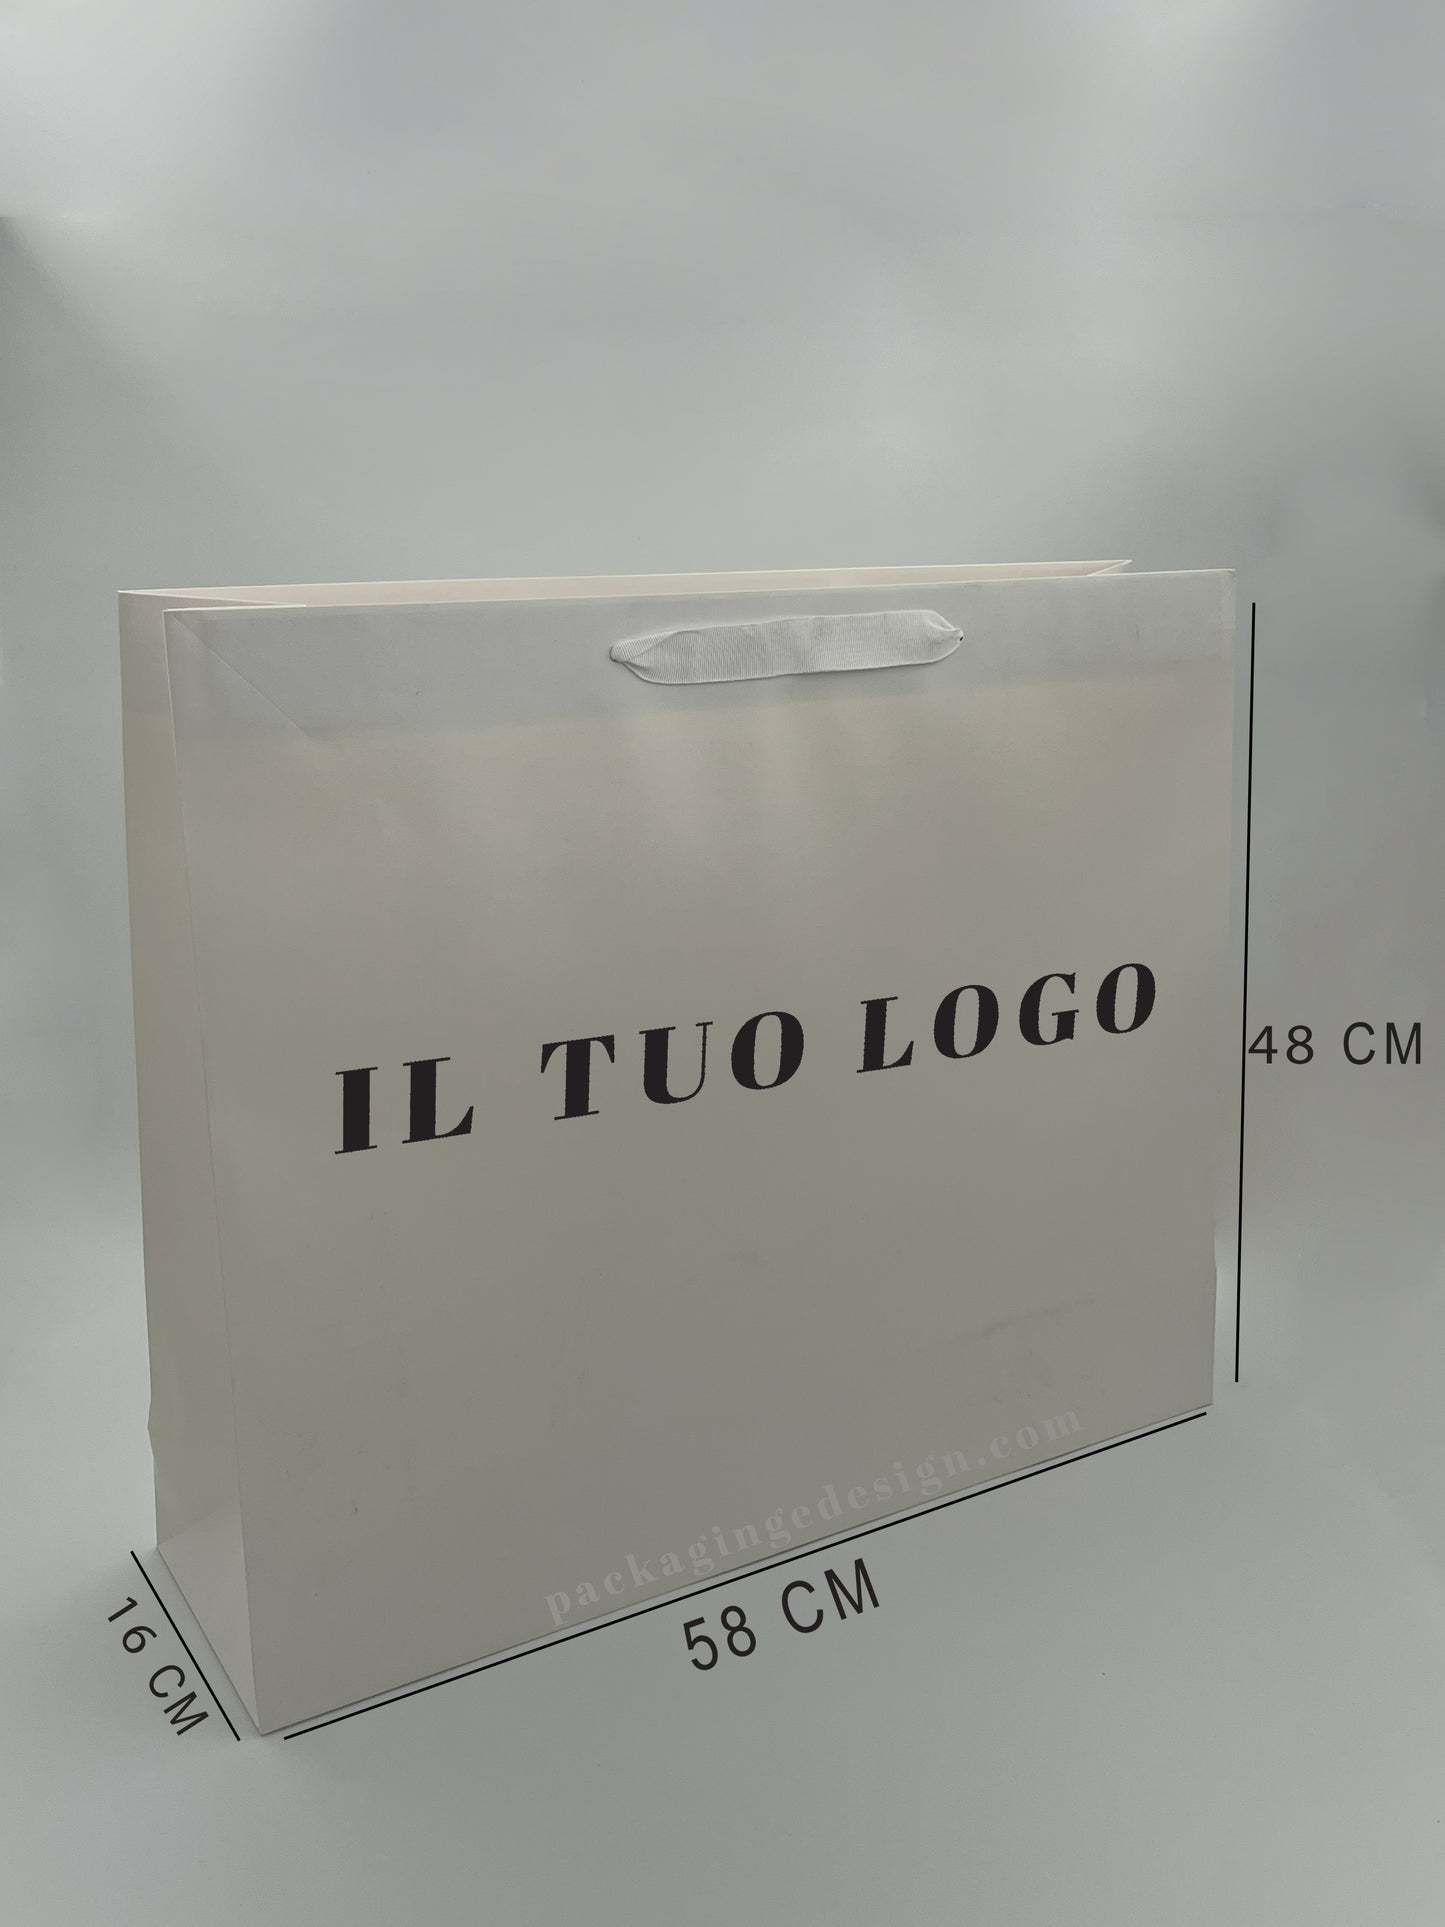 IL TUO LOGO
48 CM
packagingedesign.com
58 CM
16 CM